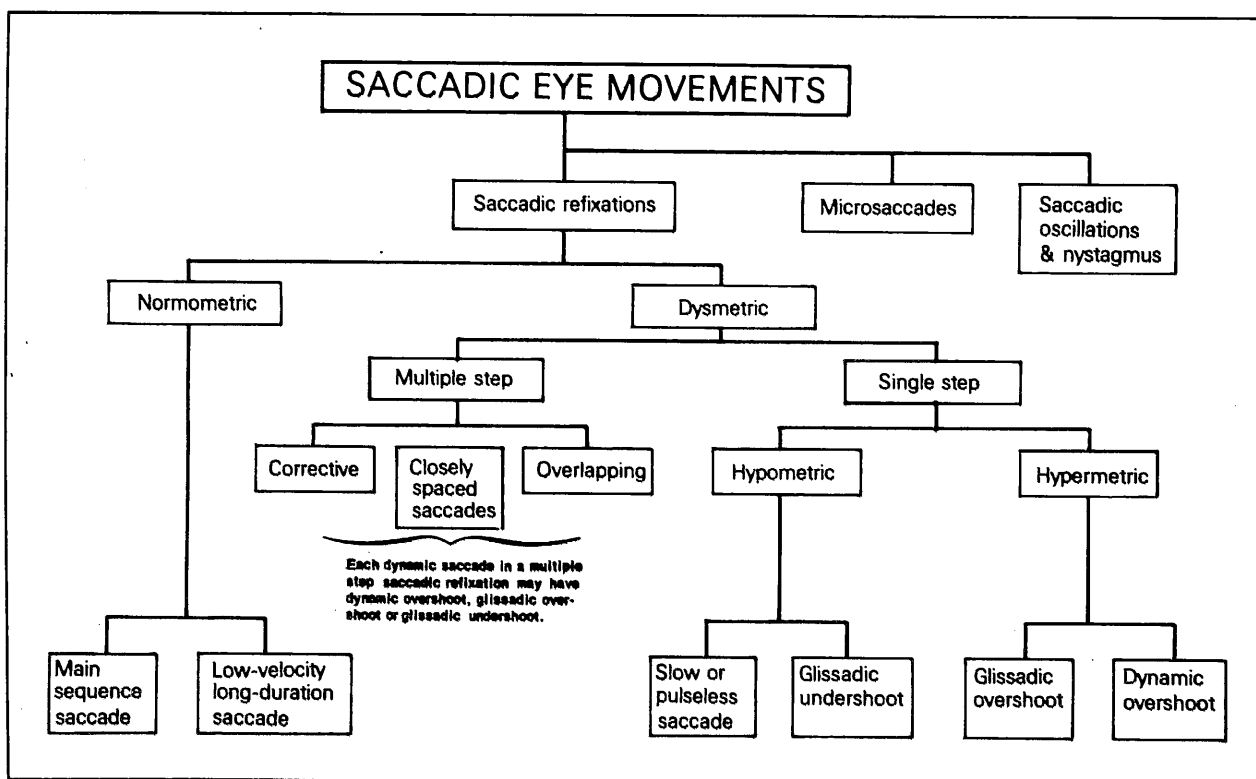 SACCADIC EYE MOVEMENTS
Saccadic refixations
Microsaccades
Saccadic
oscillations
& nystagmus
Normometric
Dysmetric
Multiple step
Single step
Corrective
Closely
spaced
saccades
Overlapping
Hypometric
Hypermetric
Each dynamic saccade in a multiple
step saccadic refixation may have
dynamic overshoot, glissadic over-
shoot or glissadic undershoot.
Main
sequence
saccade
Low-velocity
long-duration
saccade
Slow or
pulseless
saccade
Glissadic
undershoot
Glissadic
overshoot
Dynamic
overshoot